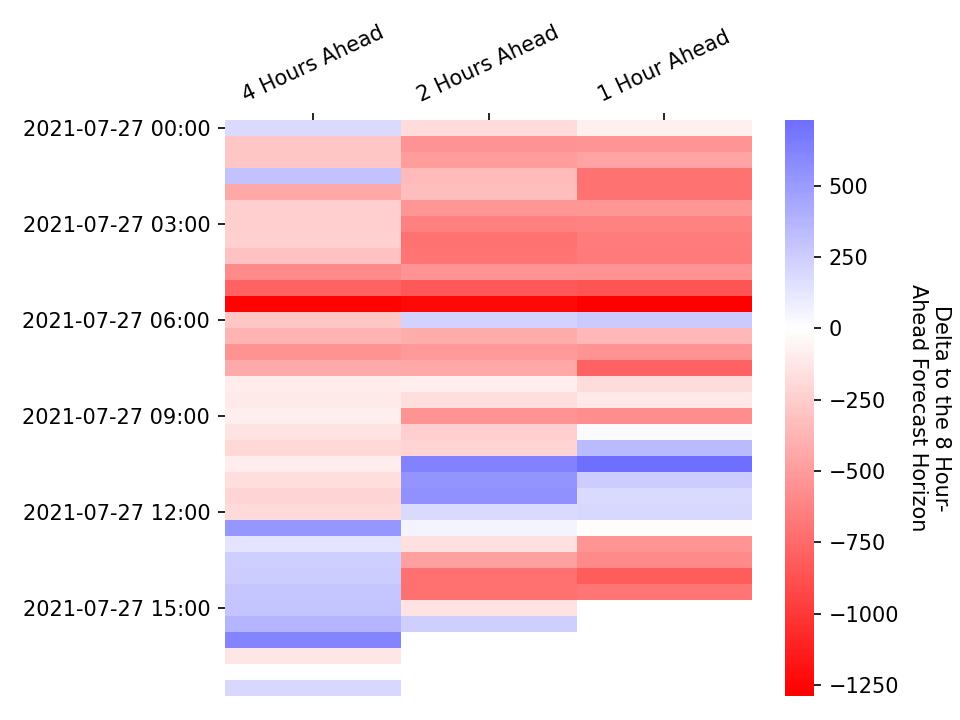 4 Hours Ahead
2 Hours Ahead
1 Hour Ahead
2021-07-27 00:00
2021-07-27 03:00
2021-07-27 06:00
2021-07-27 09:00
2021-07-27 12:00
2021-07-27 15:00
500
250
0
−250
−500
−750
−1000
−1250
Delta to the 8 Hour-
Ahead Forecast Horizon